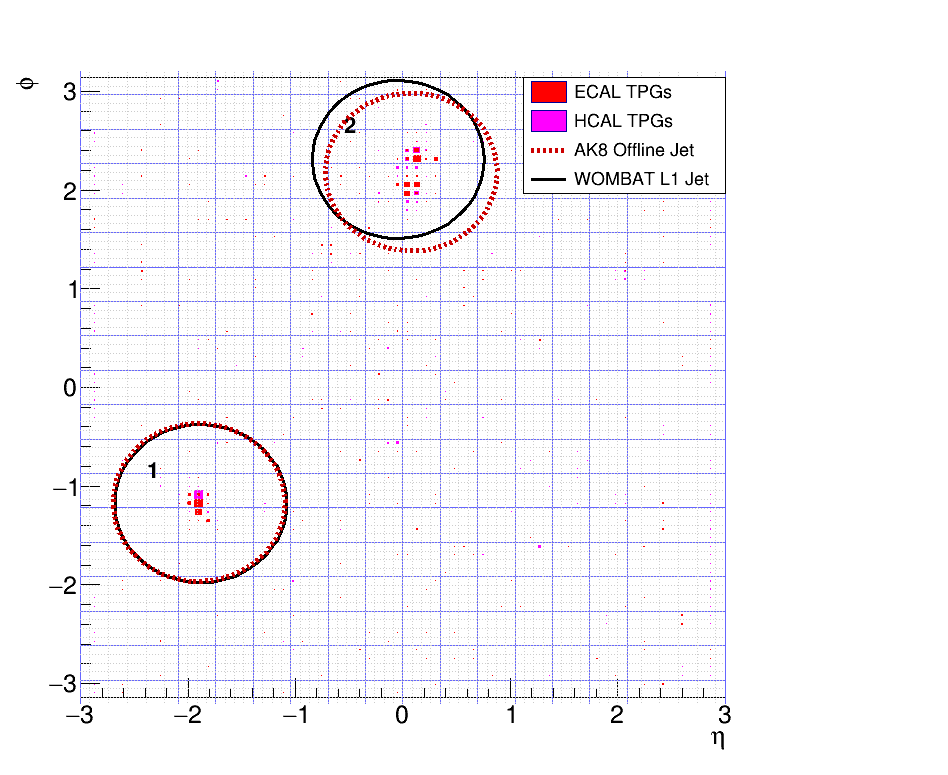 ϕ
3
2
1
0
−1
−2
−3
2
1
ECAL TPGs
HCAL TPGs
AK8 Offline Jet
WOMBAT L1 Jet
−3 −2 −1 0 1 2 3
η